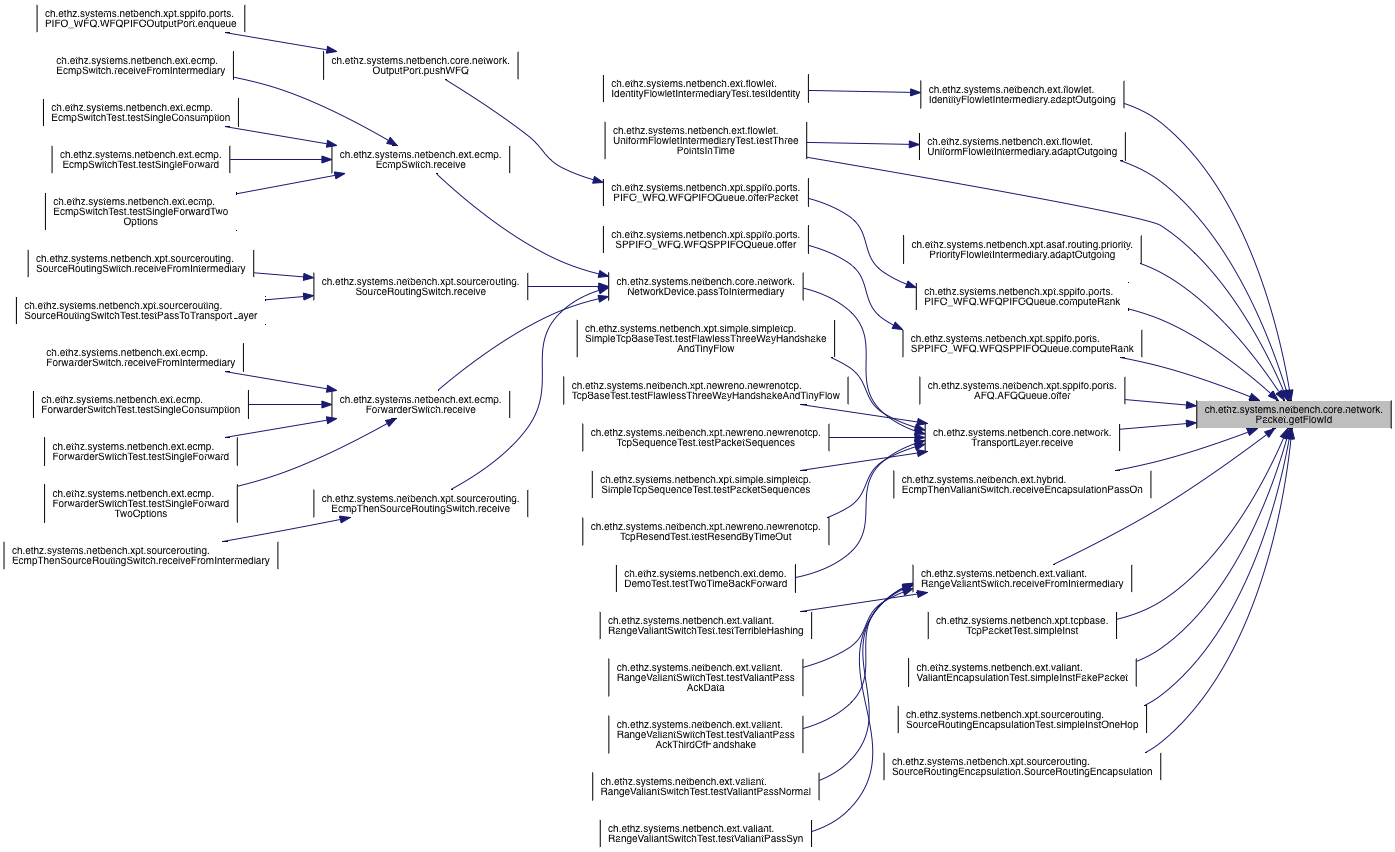 ch.ethz.systems.netbench.xpt.sppifo.ports.
PIFO_WFQ.WFQPIFOOutputPort.enqueue
ch.ethz.systems.netbench.ext.ecmp.
EcmpSwitch.receiveFromIntermediary
ch.ethz.systems.netbench.ext.ecmp.
EcmpSwitchTest.testSingleConsumption
ch.ethz.systems.netbench.ext.ecmp.
EcmpSwitchTest.testSingleForward
ch.ethz.systems.netbench.ext.ecmp.
EcmpSwitchTest.testSingleForwardTwo
Options
ch.ethz.systems.netbench.xpt.sourcerouting.
SourceRoutingSwitch.receiveFromIntermediary
ch.ethz.systems.netbench.xpt.sourcerouting.
SourceRoutingSwitchTest.testPassToTransportLayer
ch.ethz.systems.netbench.ext.ecmp.
ForwarderSwitch.receiveFromIntermediary
ch.ethz.systems.netbench.ext.ecmp.
ForwarderSwitchTest.testSingleConsumption
ch.ethz.systems.netbench.ext.ecmp.
ForwarderSwitchTest.testSingleForward
ch.ethz.systems.netbench.ext.ecmp.
ForwarderSwitchTest.testSingleForward
TwoOptions
ch.ethz.systems.netbench.xpt.sourcerouting.
EcmpThenSourceRoutingSwitch.receiveFromIntermediary
ch.ethz.systems.netbench.core.network.
OutputPort.pushWFQ
ch.ethz.systems.netbench.ext.ecmp.
EcmpSwitch.receive
ch.ethz.systems.netbench.xpt.sourcerouting.
SourceRoutingSwitch.receive
ch.ethz.systems.netbench.ext.ecmp.
ForwarderSwitch.receive
ch.ethz.systems.netbench.xpt.sourcerouting.
EcmpThenSourceRoutingSwitch.receive
ch.ethz.systems.netbench.ext.flowlet.
IdentityFlowletIntermediaryTest.testIdentity
ch.ethz.systems.netbench.ext.flowlet.
UniformFlowletIntermediaryTest.testThree
PointsInTime
ch.ethz.systems.netbench.xpt.sppifo.ports.
PIFO_WFQ.WFQPIFOQueue.offerPacket
ch.ethz.systems.netbench.xpt.sppifo.ports.
SPPIFO_WFQ.WFQSPPIFOQueue.offer
ch.ethz.systems.netbench.core.network.
NetworkDevice.passToIntermediary
ch.ethz.systems.netbench.xpt.simple.simpletcp.
SimpleTcpBaseTest.testFlawlessThreeWayHandshake
AndTinyFlow
ch.ethz.systems.netbench.xpt.newreno.newrenotcp.
TcpBaseTest.testFlawlessThreeWayHandshakeAndTinyFlow
ch.ethz.systems.netbench.xpt.newreno.newrenotcp.
TcpSequenceTest.testPacketSequences
ch.ethz.systems.netbench.xpt.simple.simpletcp.
SimpleTcpSequenceTest.testPacketSequences
ch.ethz.systems.netbench.xpt.newreno.newrenotcp.
TcpResendTest.testResendByTimeOut
ch.ethz.systems.netbench.ext.demo.
DemoTest.testTwoTimeBackForward
ch.ethz.systems.netbench.ext.valiant.
RangeValiantSwitchTest.testTerribleHashing
ch.ethz.systems.netbench.ext.valiant.
RangeValiantSwitchTest.testValiantPass
AckData
ch.ethz.systems.netbench.ext.valiant.
RangeValiantSwitchTest.testValiantPass
AckThirdOfHandshake
ch.ethz.systems.netbench.ext.valiant.
RangeValiantSwitchTest.testValiantPassNormal
ch.ethz.systems.netbench.ext.valiant.
RangeValiantSwitchTest.testValiantPassSyn
ch.ethz.systems.netbench.ext.flowlet.
IdentityFlowletIntermediary.adaptOutgoing
ch.ethz.systems.netbench.ext.flowlet.
UniformFlowletIntermediary.adaptOutgoing
ch.ethz.systems.netbench.xpt.asaf.routing.priority.
PriorityFlowletIntermediary.adaptOutgoing
ch.ethz.systems.netbench.xpt.sppifo.ports.
PIFO_WFQ.WFQPIFOQueue.computeRank
ch.ethz.systems.netbench.xpt.sppifo.ports.
SPPIFO_WFQ.WFQSPPIFOQueue.computeRank
ch.ethz.systems.netbench.xpt.sppifo.ports.
AFQ.AFQQueue.offer
ch.ethz.systems.netbench.core.network.
TransportLayer.receive
ch.ethz.systems.netbench.ext.hybrid.
EcmpThenValiantSwitch.receiveEncapsulationPassOn
ch.ethz.systems.netbench.ext.valiant.
RangeValiantSwitch.receiveFromIntermediary
ch.ethz.systems.netbench.xpt.tcpbase.
TcpPacketTest.simpleInst
ch.ethz.systems.netbench.ext.valiant.
ValiantEncapsulationTest.simpleInstFakePacket
ch.ethz.systems.netbench.xpt.sourcerouting.
SourceRoutingEncapsulationTest.simpleInstOneHop
ch.ethz.systems.netbench.xpt.sourcerouting.
SourceRoutingEncapsulation.SourceRoutingEncapsulation
ch.ethz.systems.netbench.core.network.
Packet.getFlowId